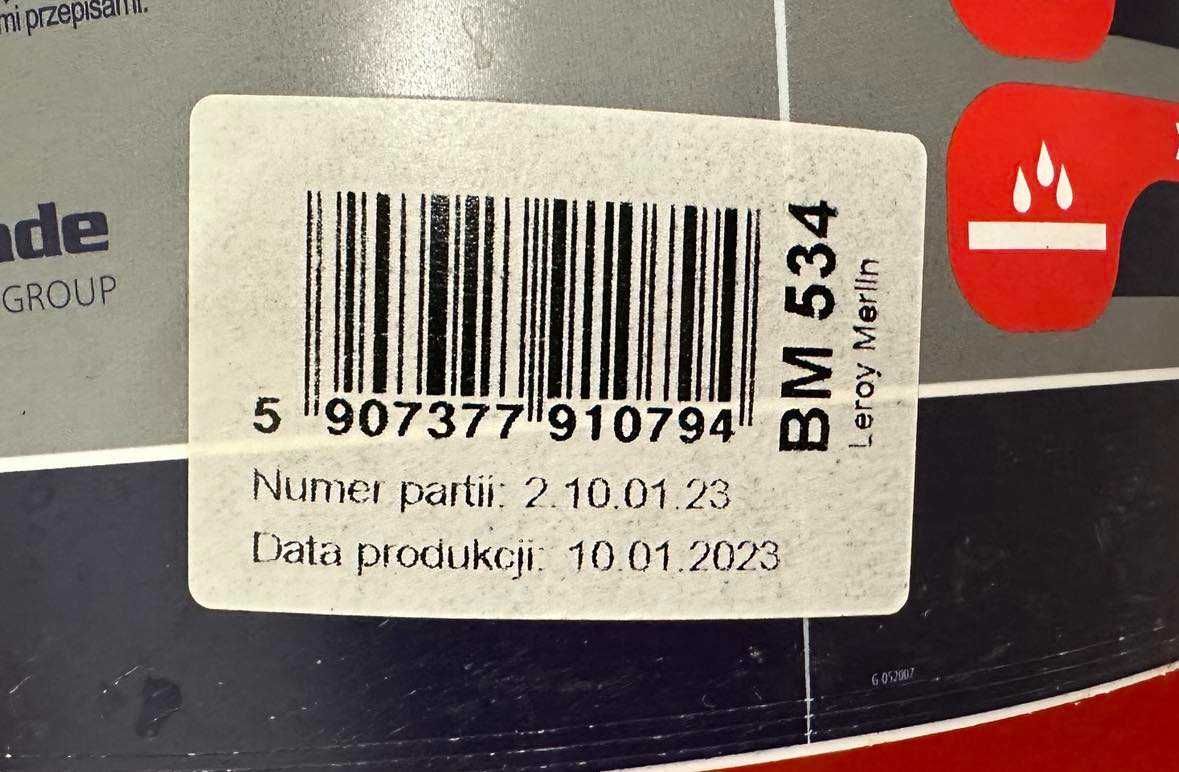 mi przepisami.
ade
GROUP
5 907377 910794
BM 534
Leroy Merlin
Numer partii: 2.10.01.23
Data produkcji: 10.01.2023
G 052007